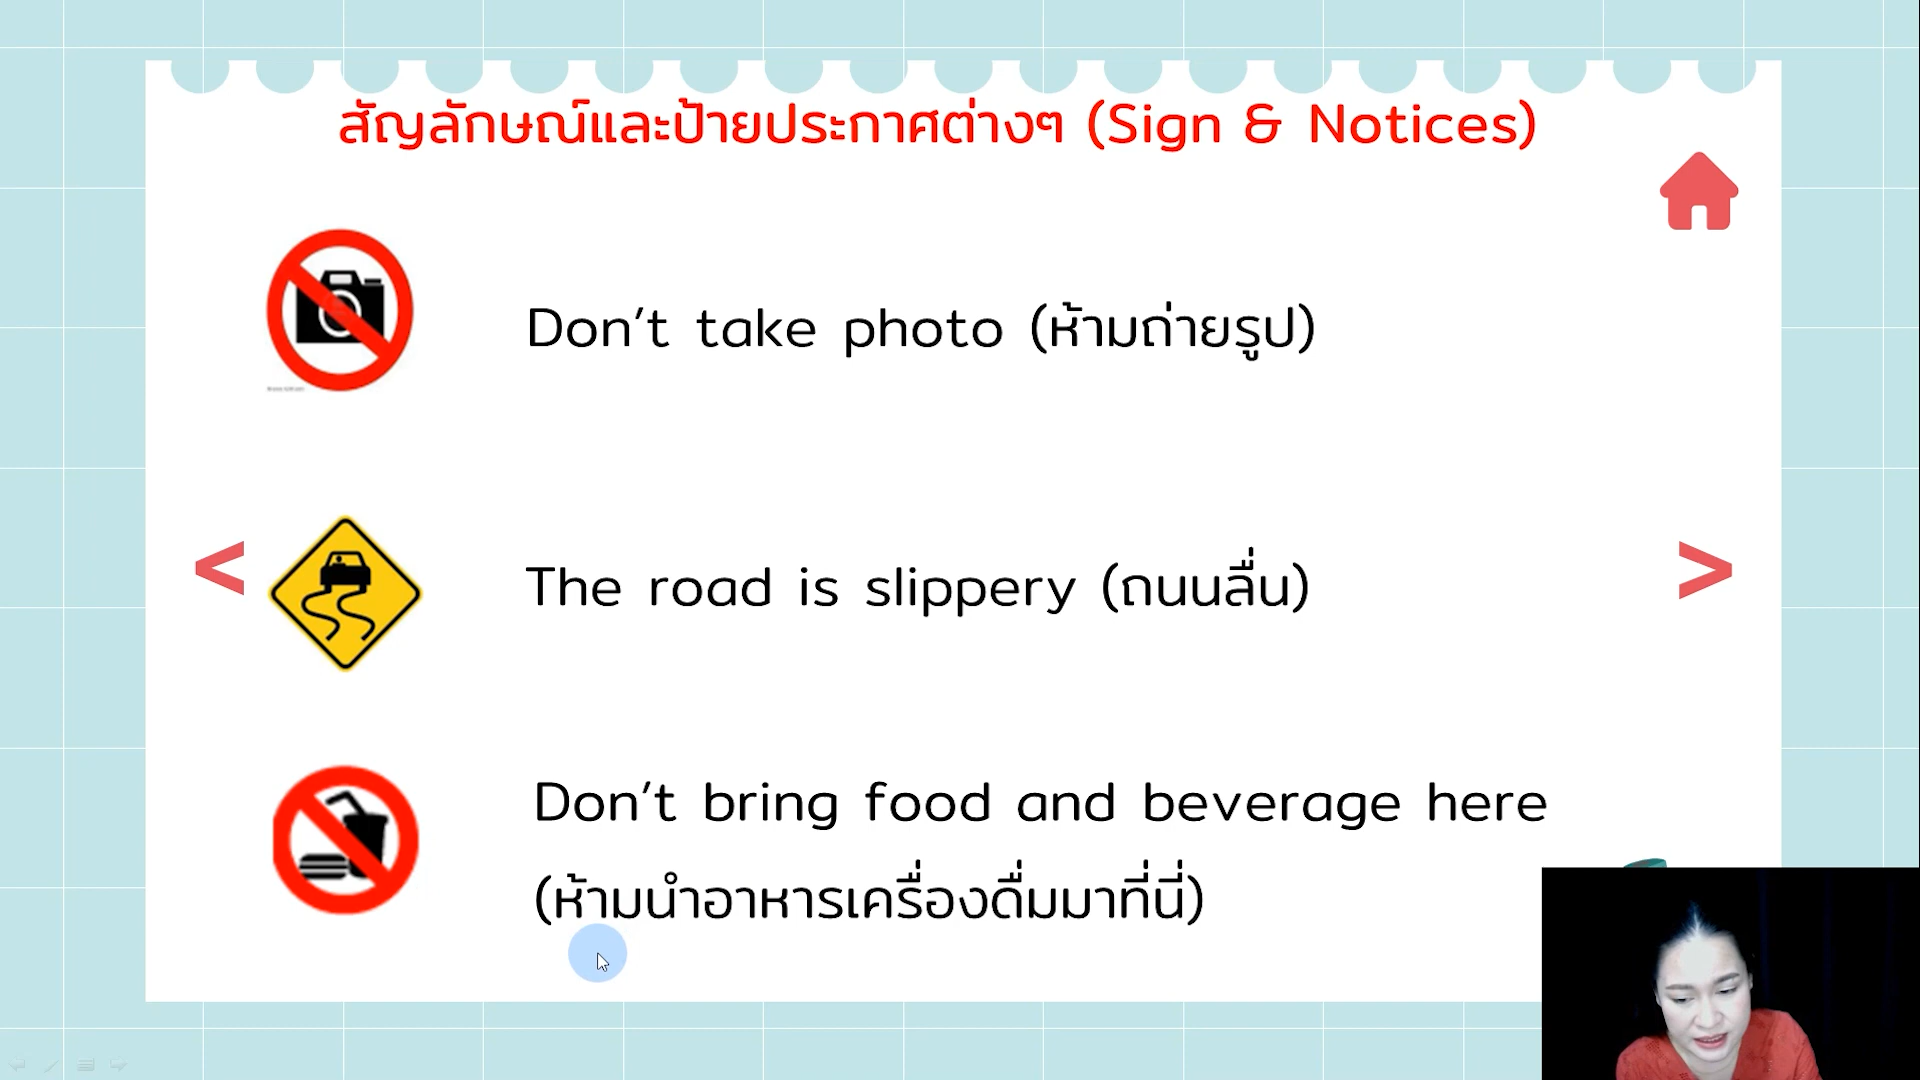 สัญลักษณ์และป้ายประกาศต่างๆ (Sign & Notices)
Don't take photo (ห้ามถ่ายรูป)
< The road is slippery (ถนนลื่น) >
Don't bring food and beverage here
(ห้ามนำอาหารเครื่องดื่มมาที่นี่)